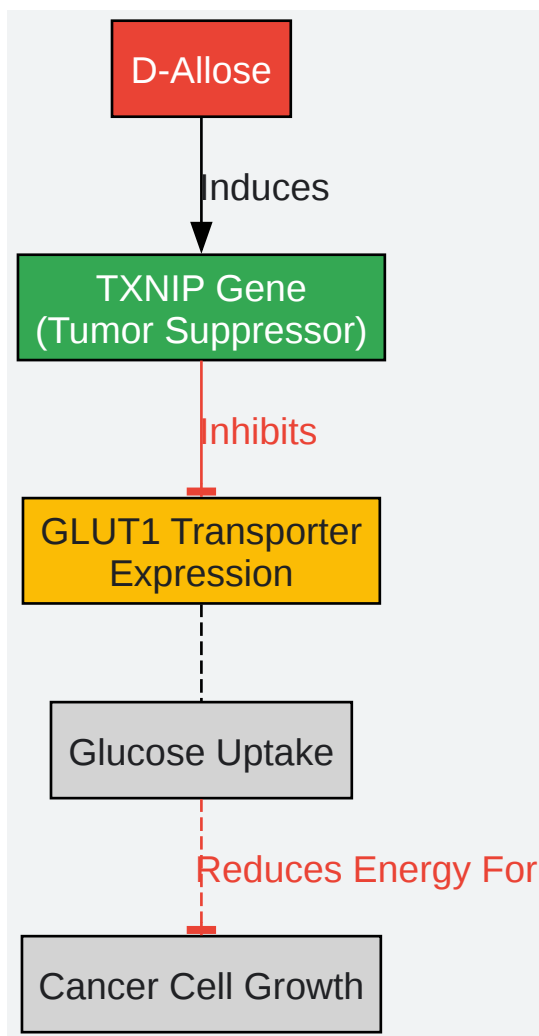 D-Allose
Induces
TXNIP Gene
(Tumor Suppressor)
Inhibits
GLUT1 Transporter
Expression
Glucose Uptake
Reduces Energy For
Cancer Cell Growth